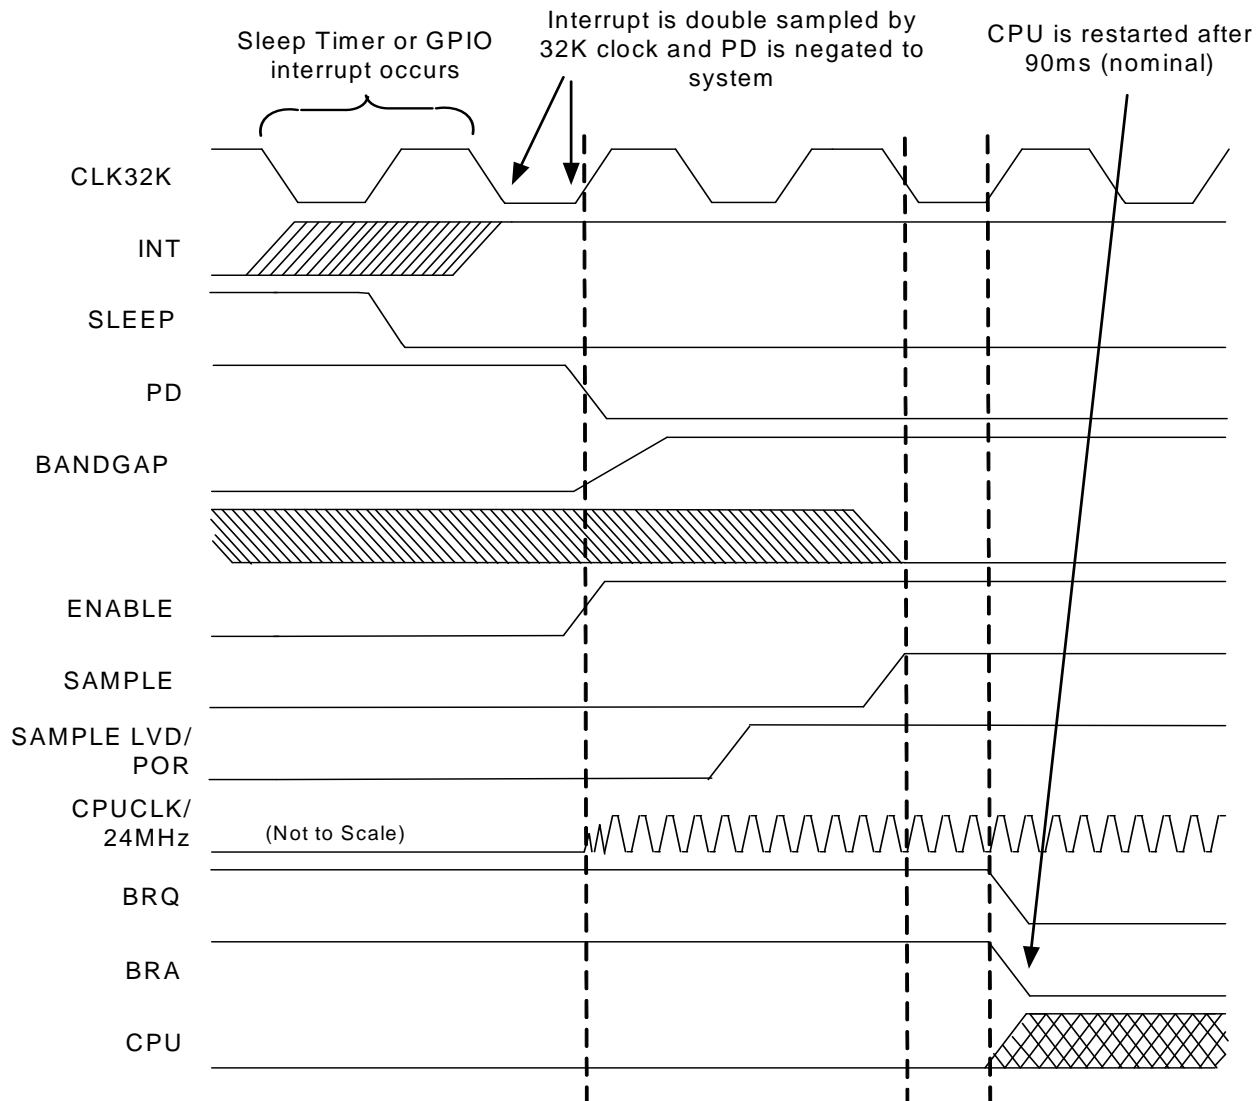 Sleep Timer or GPIO
interrupt occurs
Interrupt is double sampled by
32K clock and PD is negated to
system
CPU is restarted after
90ms (nominal)
CLK32K
INT
SLEEP
PD
BANDGAP
ENABLE
SAMPLE
SAMPLE LVD/
POR
CPUCLK/
24MHz
(Not to Scale)
BRQ
BRA
CPU